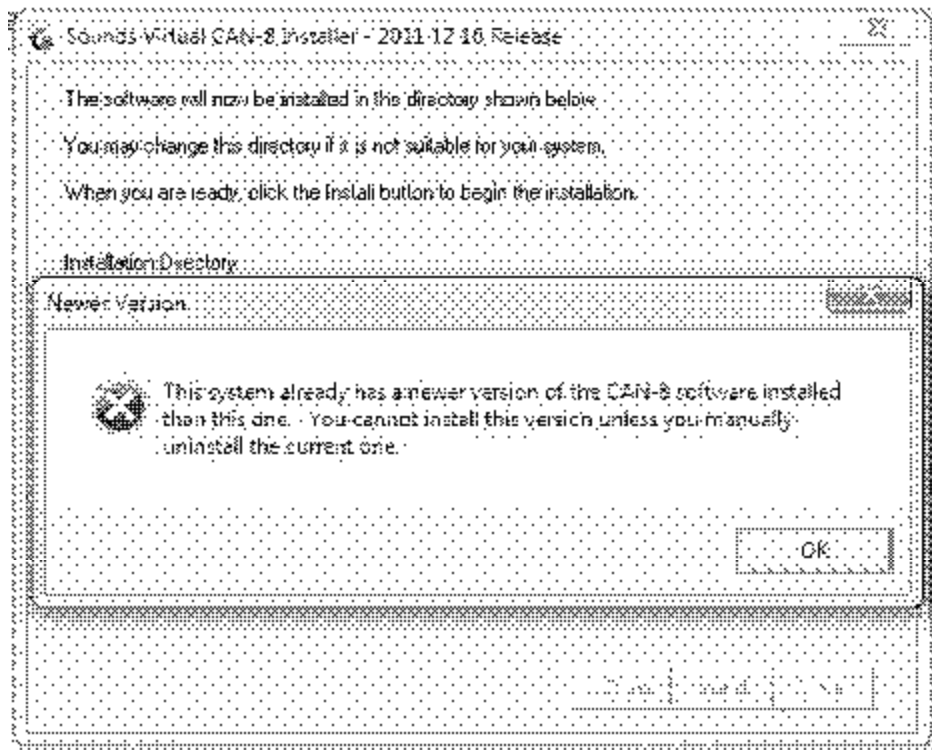 Sounds Virtual CAN-8 Installer - 2011 12 16 Release
The software will now be installed in the directory shown below.
You may change this directory if it is not suitable for your system.
When you are ready, click the Install button to begin the installation.
Installation Directory
Newer Version
This system already has a newer version of the CAN-8 software installed
than this one. You cannot install this version unless you manually
uninstall the current one.
OK